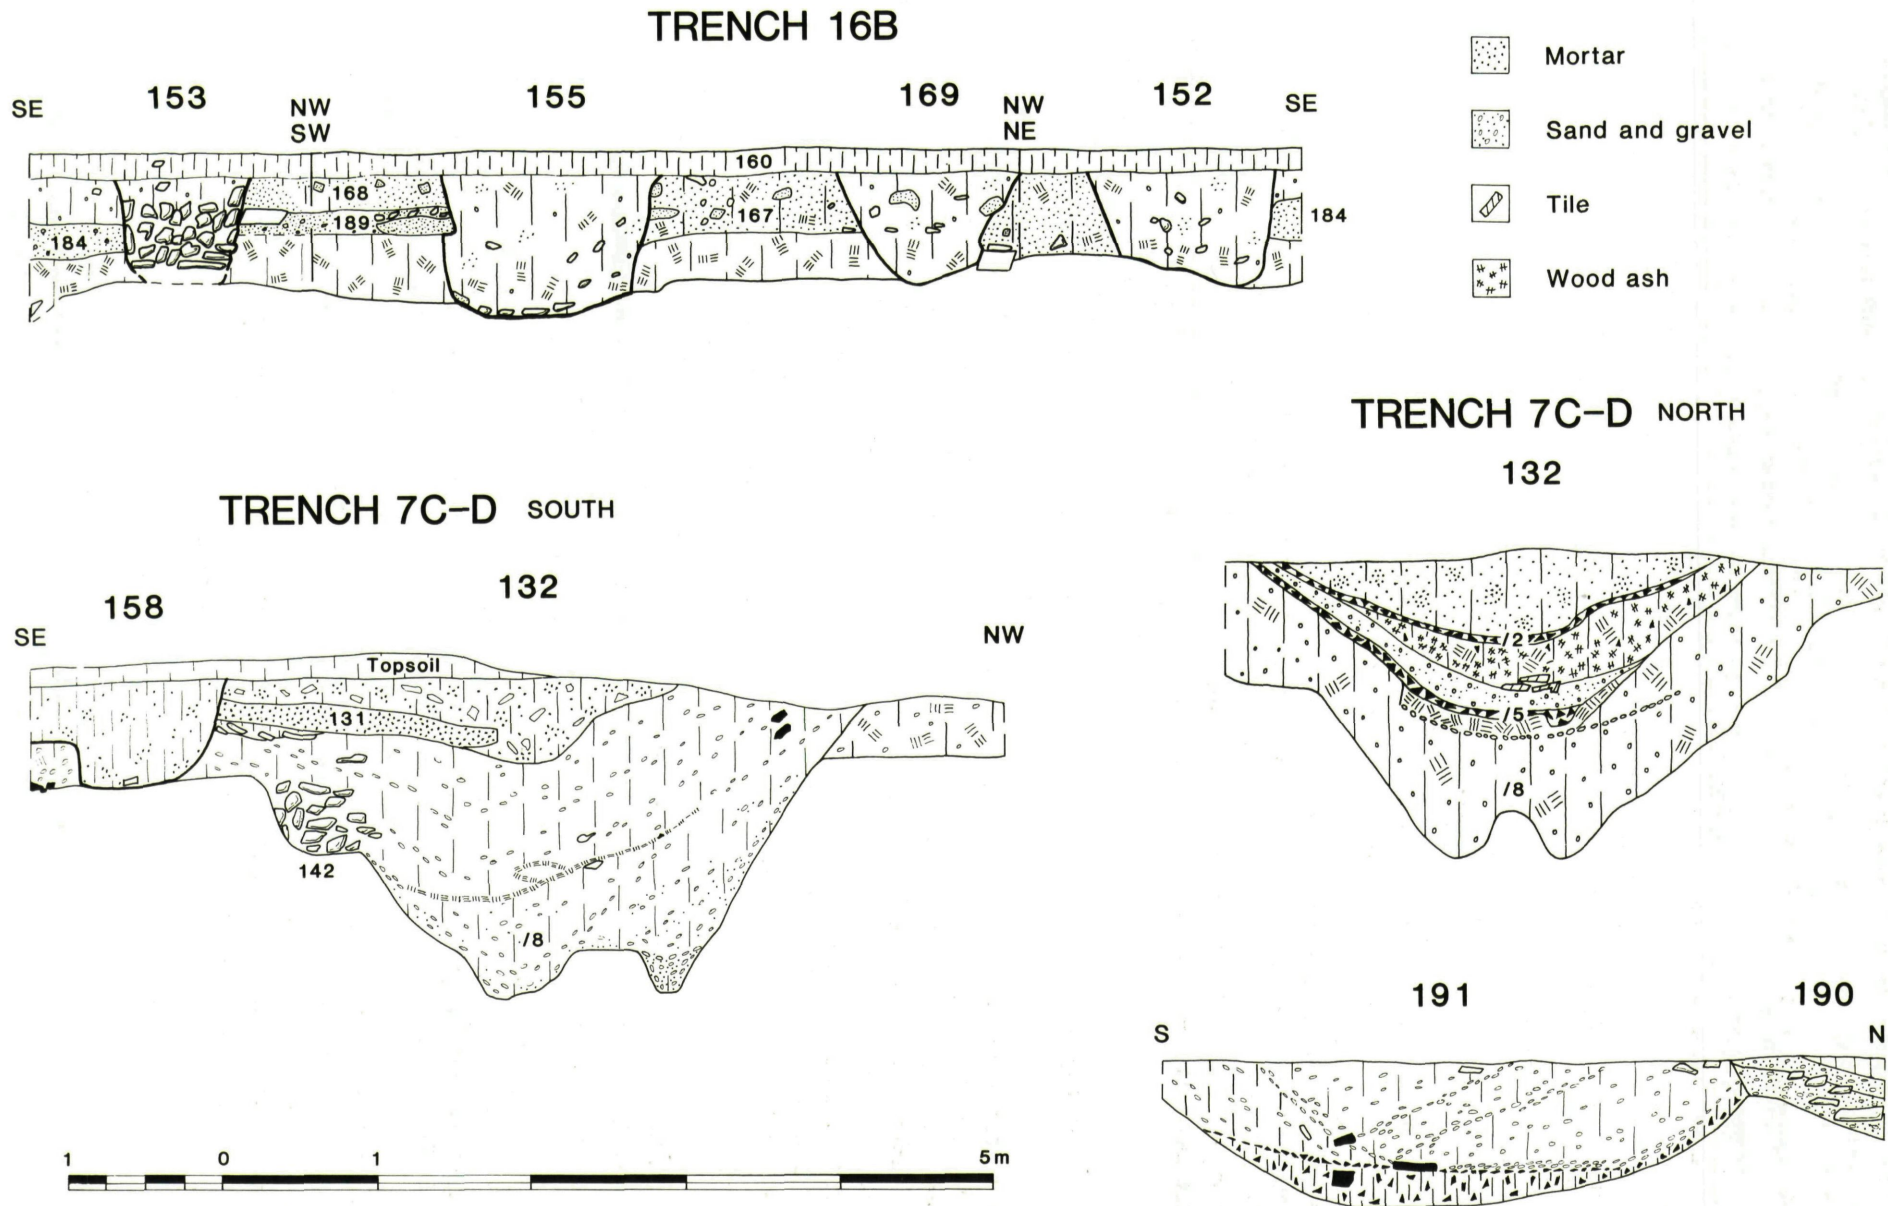 TRENCH 16B
SE 153 NW 155 169 NW 152 SE
SW NE
160
168
189
167
184
184
Mortar
Sand and gravel
Tile
Wood ash
TRENCH 7C–D SOUTH
158 132
SE NW
Topsoil
131
142
/8
TRENCH 7C–D NORTH
132
/2
/5
/8
191 190
S N
1 0 1 5m